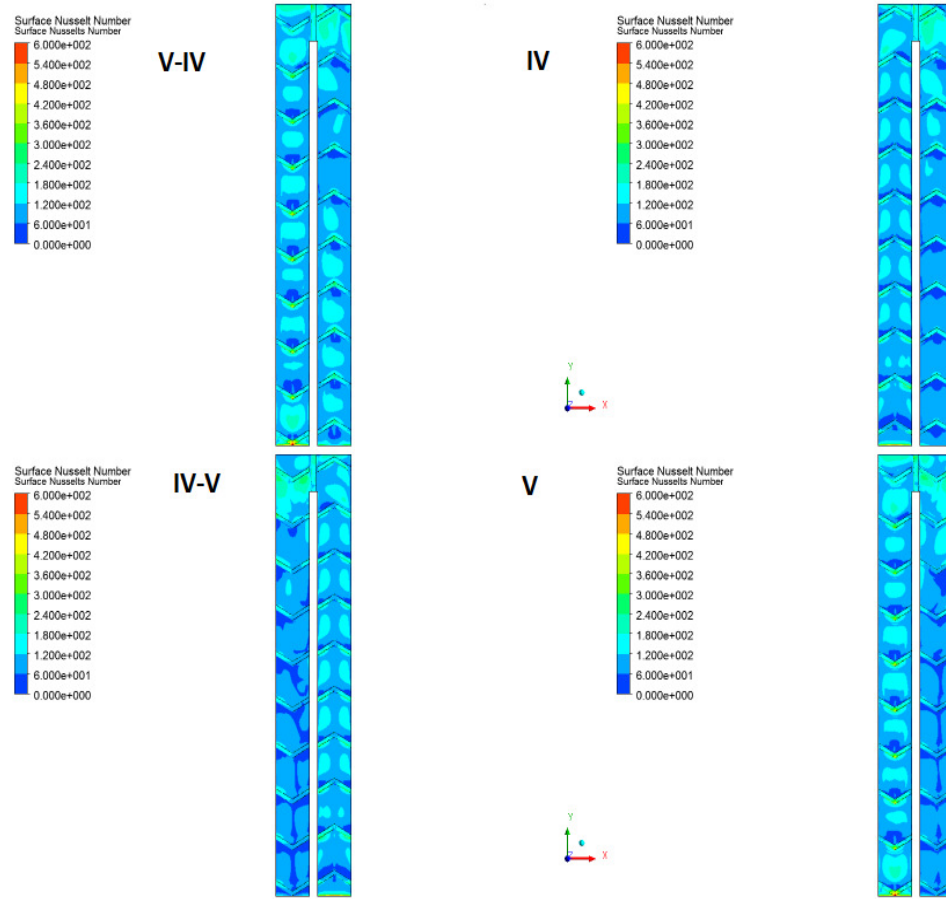 Surface Nusselt Number
Surface Nusselts Number
6.000e+002
5.400e+002
4.800e+002
4.200e+002
3.600e+002
3.000e+002
2.400e+002
1.800e+002
1.200e+002
6.000e+001
0.000e+000
V-IV
Surface Nusselt Number
Surface Nusselts Number
6.000e+002
5.400e+002
4.800e+002
4.200e+002
3.600e+002
3.000e+002
2.400e+002
1.800e+002
1.200e+002
6.000e+001
0.000e+000
IV
Y
Z
X
Surface Nusselt Number
Surface Nusselts Number
6.000e+002
5.400e+002
4.800e+002
4.200e+002
3.600e+002
3.000e+002
2.400e+002
1.800e+002
1.200e+002
6.000e+001
0.000e+000
IV-V
Surface Nusselt Number
Surface Nusselts Number
6.000e+002
5.400e+002
4.800e+002
4.200e+002
3.600e+002
3.000e+002
2.400e+002
1.800e+002
1.200e+002
6.000e+001
0.000e+000
V
Y
Z
X